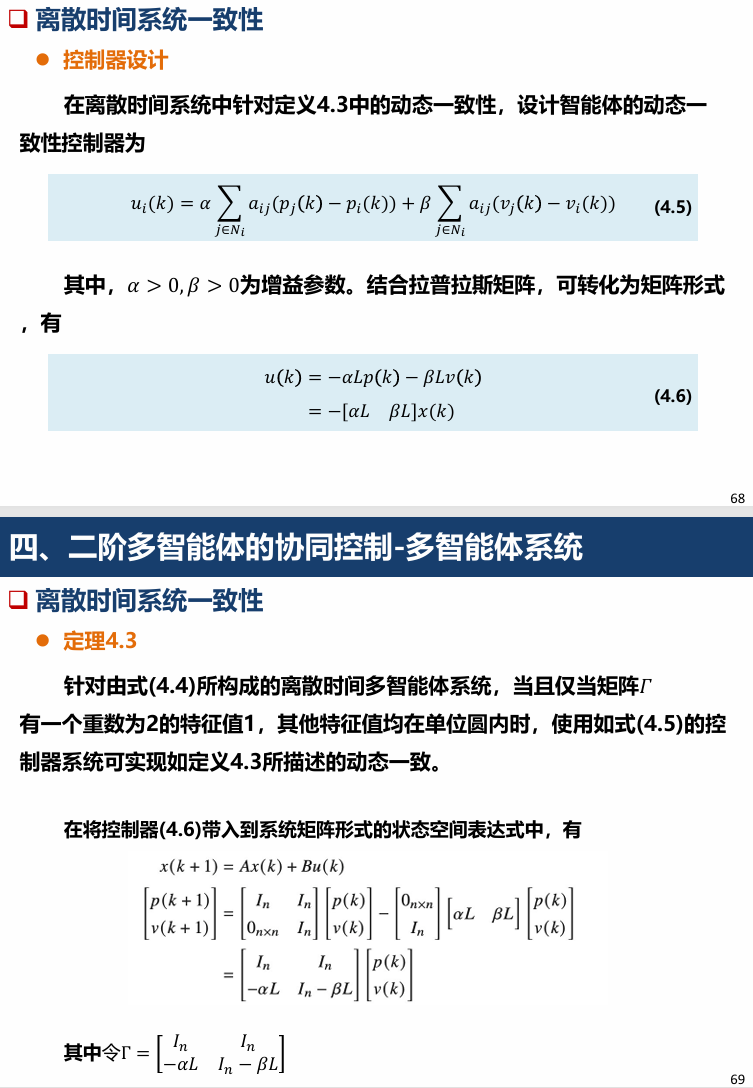 ❑ 离散时间系统一致性
● 控制器设计
在离散时间系统中针对定义4.3中的动态一致性，设计智能体的动态一
致性控制器为
u_i(k) = α ∑_{j∈N_i} a_{ij}(p_j(k) − p_i(k)) + β ∑_{j∈N_i} a_{ij}(v_j(k) − v_i(k)) (4.5)
其中，α > 0, β > 0为增益参数。结合拉普拉斯矩阵，可转化为矩阵形式
，有
u(k) = −αLp(k) − βLv(k)
= −[αL βL]x(k) (4.6)
68
四、二阶多智能体的协同控制-多智能体系统
❑ 离散时间系统一致性
● 定理4.3
针对由式(4.4)所构成的离散时间多智能体系统，当且仅当矩阵Γ
有一个重数为2的特征值1，其他特征值均在单位圆内时，使用如式(4.5)的控
制器系统可实现如定义4.3所描述的动态一致。
在将控制器(4.6)带入到系统矩阵形式的状态空间表达式中，有
x(k + 1) = Ax(k) + Bu(k)
[p(k + 1); v(k + 1)] = [I_n I_n; 0_{n×n} I_n] [p(k); v(k)] − [0_{n×n}; I_n] [αL βL] [p(k); v(k)]
= [I_n I_n; −αL I_n − βL] [p(k); v(k)]
其中令Γ = [I_n I_n; −αL I_n − βL]
69